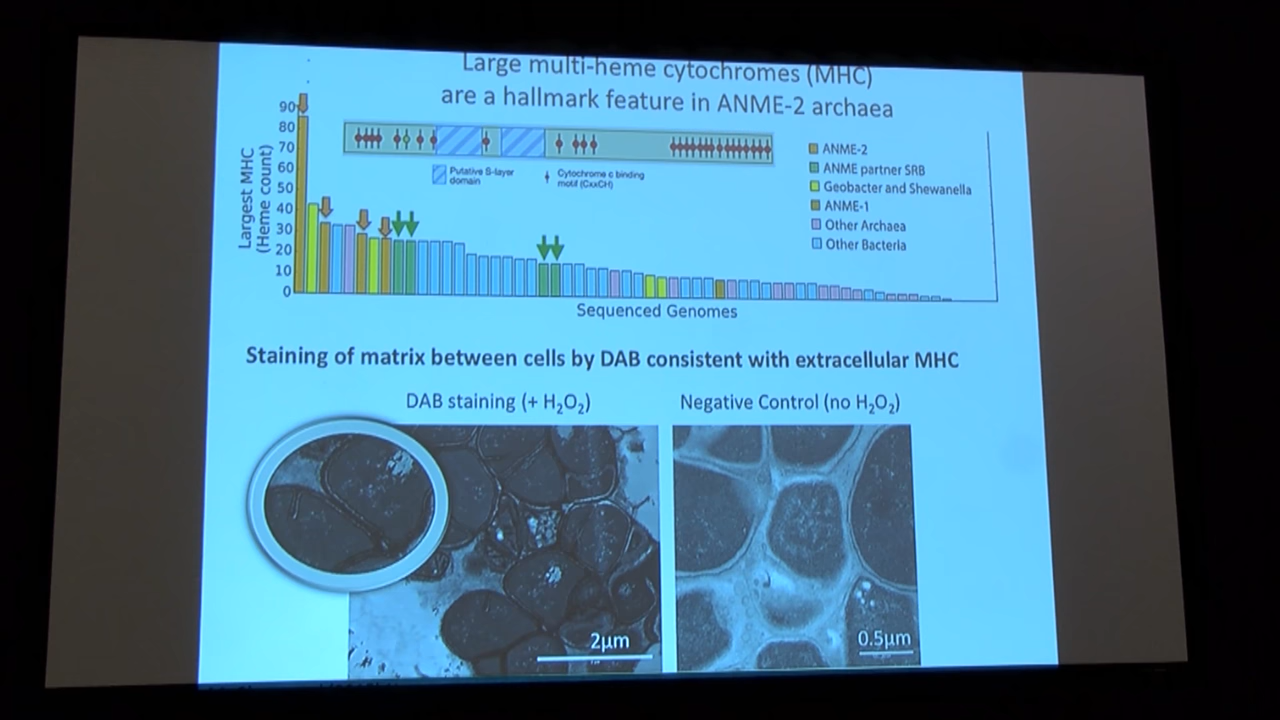 Large multi-heme cytochromes (MHC)
are a hallmark feature in ANME-2 archaea
Largest MHC
(Heme count)
90
80
70
60
50
40
30
20
10
0
Putative S-layer
domain
Cytochrome c binding
motif (CxxCH)
ANME-2
ANME partner SRB
Geobacter and Shewanella
ANME-1
Other Archaea
Other Bacteria
Sequenced Genomes
Staining of matrix between cells by DAB consistent with extracellular MHC
DAB staining (+ H₂O₂)
Negative Control (no H₂O₂)
2μm
0.5μm